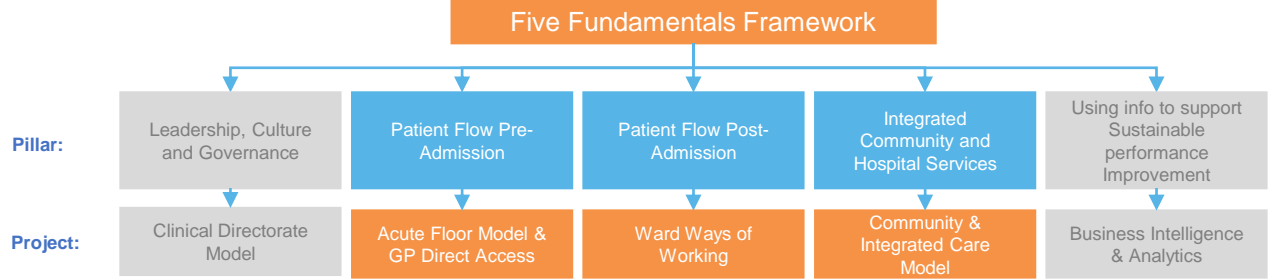 Five Fundamentals Framework
Pillar:
Leadership, Culture
and Governance
Patient Flow Pre-
Admission
Patient Flow Post-
Admission
Integrated
Community and
Hospital Services
Using info to support
Sustainable
performance
Improvement
Project:
Clinical Directorate
Model
Acute Floor Model &
GP Direct Access
Ward Ways of
Working
Community &
Integrated Care
Model
Business Intelligence
& Analytics